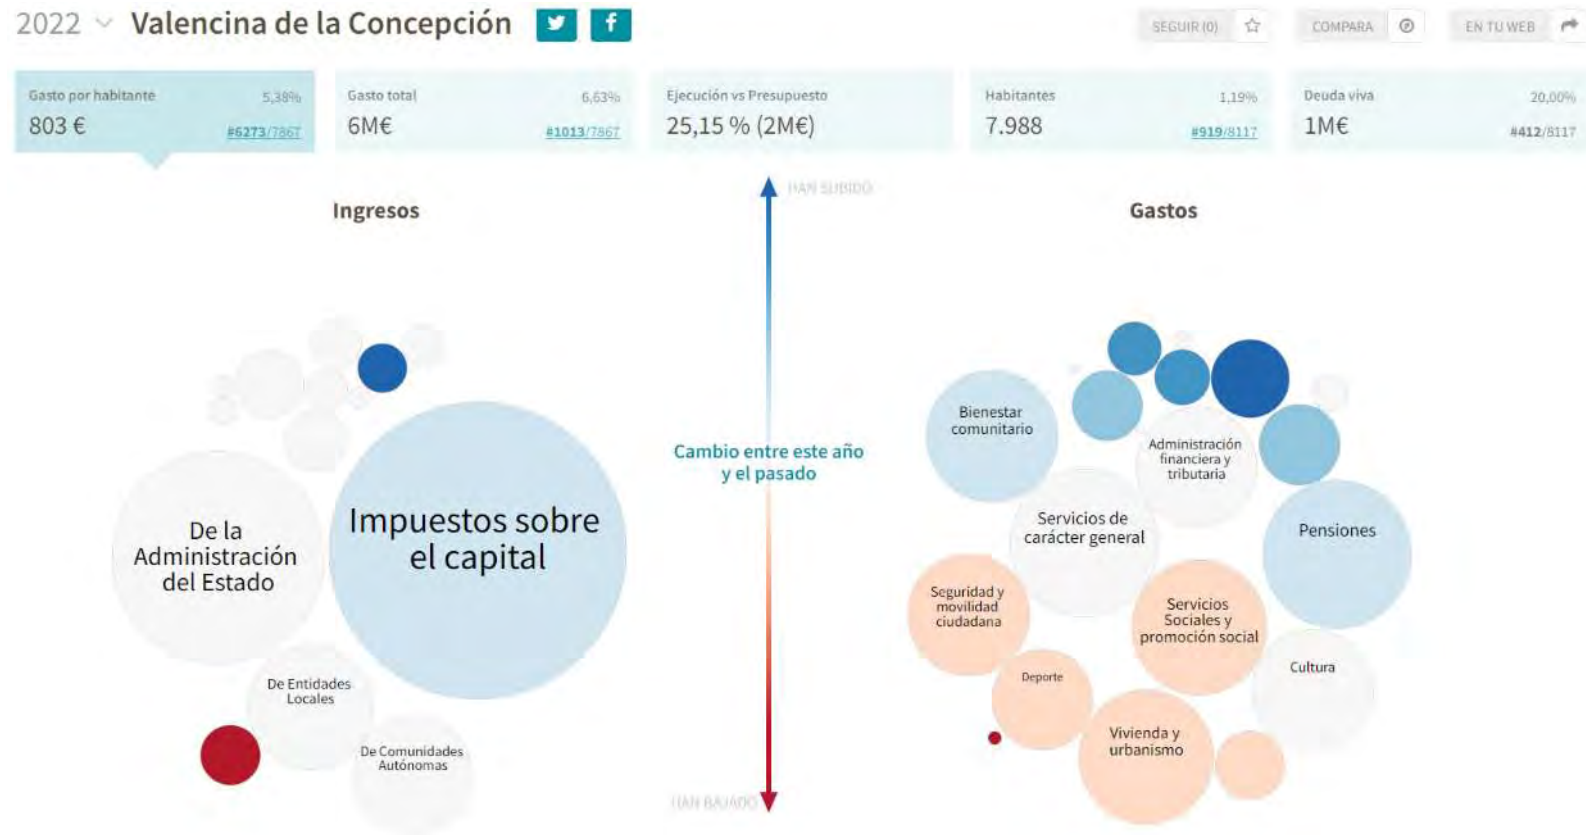 2022 Valencina de la Concepción
SEGUIR (0)
COMPARA
EN TU WEB
Gasto por habitante 5,38%
803 € #6273/7867
Gasto total 6,63%
6M€ #1013/7867
Ejecución vs Presupuesto
25,15 % (2M€)
Habitantes 1,19%
7.988 #919/8117
Deuda viva 20,00%
1M€ #412/8117
HAN SUBIDO
Ingresos
Gastos
Cambio entre este año
y el pasado
HAN BAJADO
Impuestos sobre
el capital
De la
Administración
del Estado
De Entidades
Locales
De Comunidades
Autónomas
Bienestar
comunitario
Administración
financiera y
tributaria
Servicios de
carácter general
Pensiones
Seguridad y
movilidad
ciudadana
Servicios
Sociales y
promoción social
Cultura
Deporte
Vivienda y
urbanismo